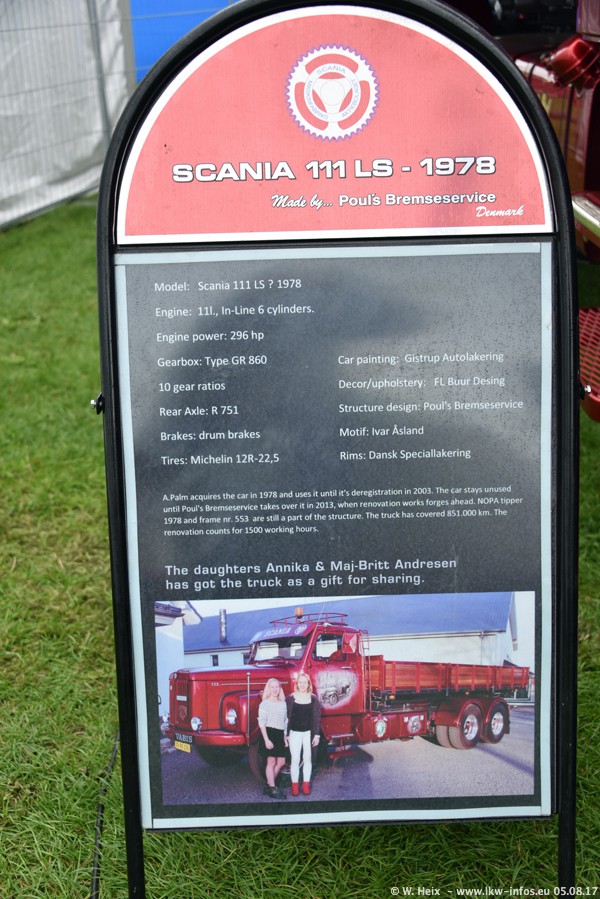 SCANIA
SCANIA 111 LS - 1978
Made by... Poul's Bremseservice
Denmark
Model: Scania 111 LS ? 1978
Engine: 11l., In-Line 6 cylinders.
Engine power: 296 hp
Gearbox: Type GR 860
10 gear ratios
Rear Axle: R 751
Brakes: drum brakes
Tires: Michelin 12R-22,5
Car painting: Gistrup Autolakering
Decor/upholstery: FL Buur Desing
Structure design: Poul's Bremseservice
Motif: Ivar Åsland
Rims: Dansk Speciallakering
A.Palm acquires the car in 1978 and uses it until it's deregistration in 2003. The car stays unused
until Poul's Bremseservice takes over it in 2013, when renovation works forges ahead. NOPA tipper
1978 and frame nr. 553 are still a part of the structure. The truck has covered 851.000 km. The
renovation counts for 1500 working hours.
The daughters Annika & Maj-Britt Andresen
has got the truck as a gift for sharing.
SCANIA
VABIS
© W. Heix - www.lkw-infos.eu 05.08.17